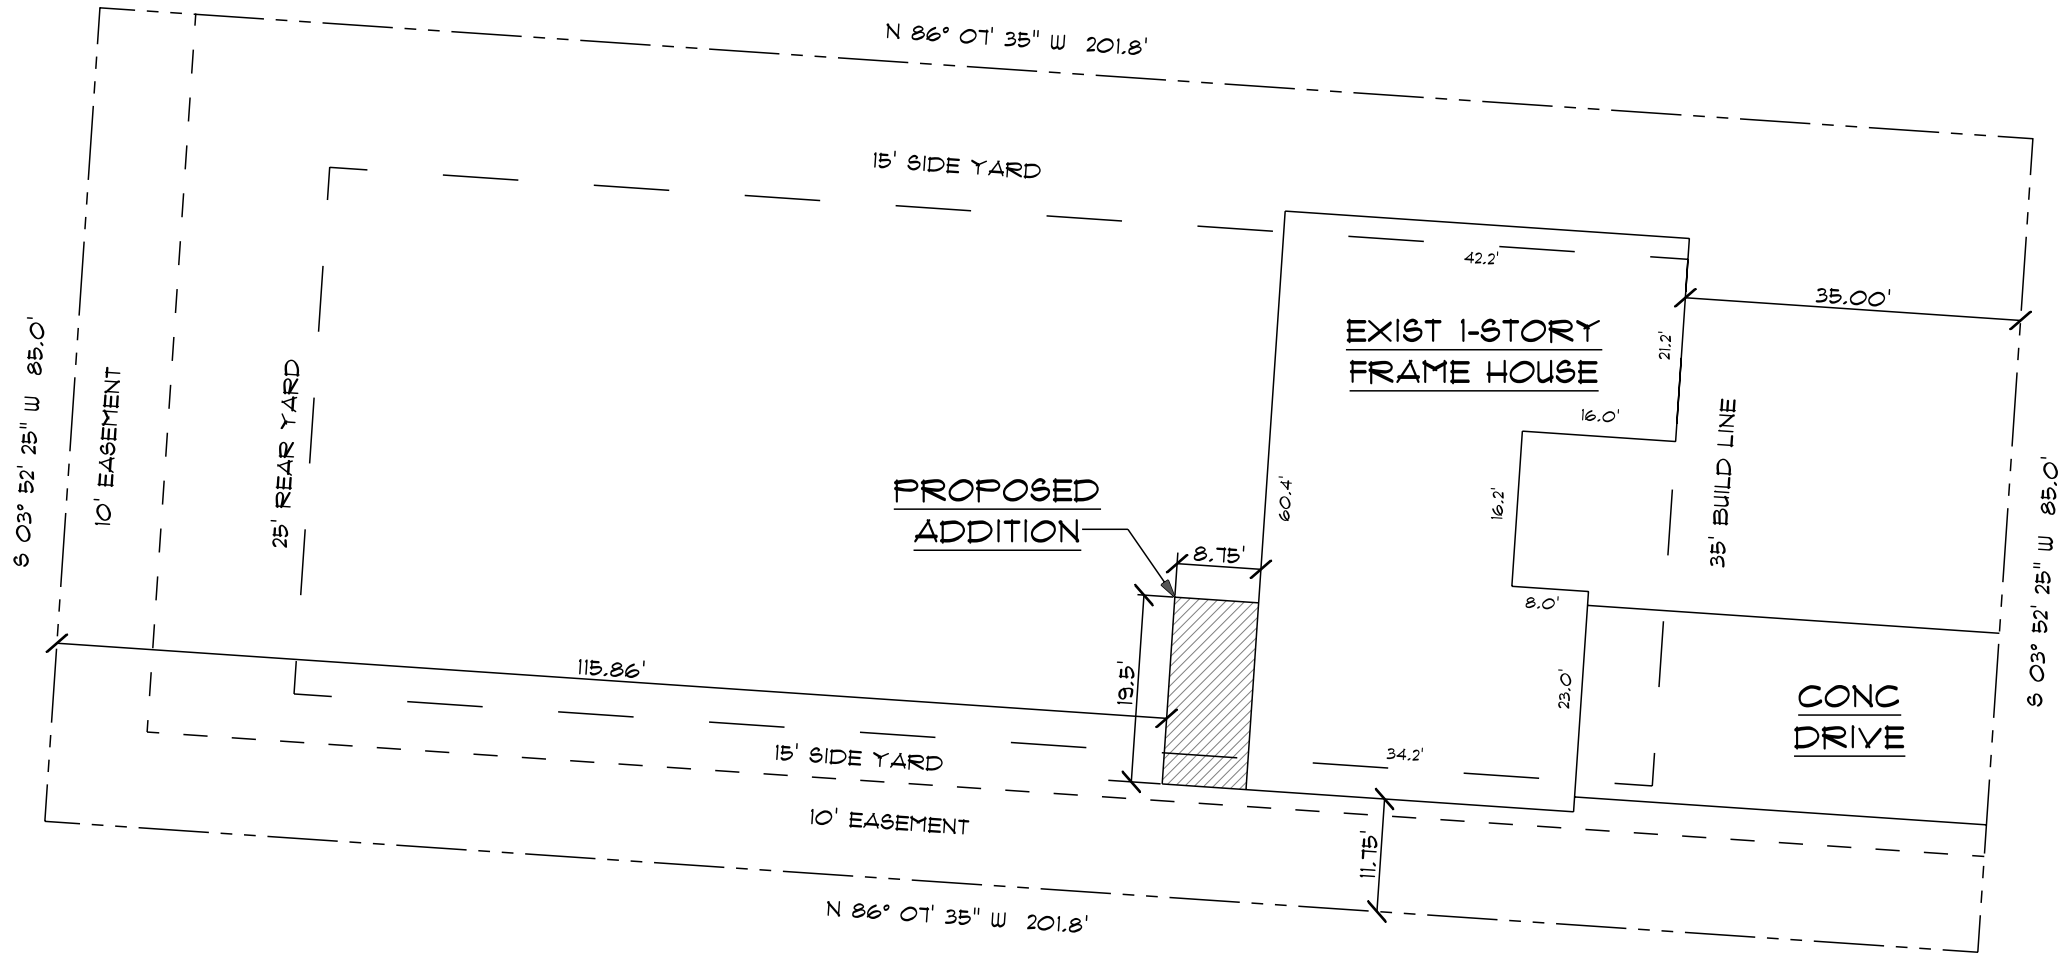 N 86° 07' 35" W 201.8'
15' SIDE YARD
42.2'
35.00'
EXIST 1-STORY
FRAME HOUSE
21.2'
S 03° 52' 25" W 85.0'
10' EASEMENT
25' REAR YARD
16.0'
35' BUILD LINE
PROPOSED
ADDITION
60.4'
16.2'
S 03° 52' 25" W 85.0'
8.75'
8.0'
115.86'
19.5'
23.0'
CONC
DRIVE
15' SIDE YARD
34.2'
10' EASEMENT
11.75'
N 86° 07' 35" W 201.8'